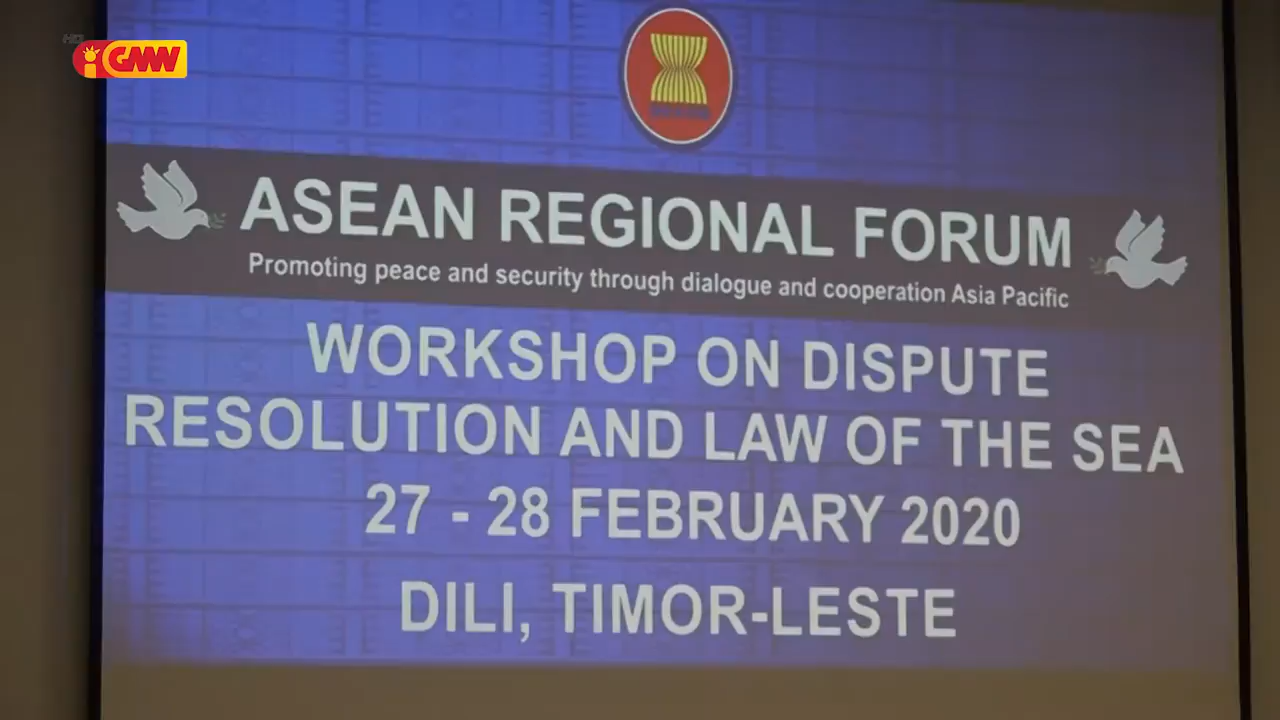 GMW
ASEAN REGIONAL FORUM
Promoting peace and security through dialogue and cooperation Asia Pacific
WORKSHOP ON DISPUTE
RESOLUTION AND LAW OF THE SEA
27 - 28 FEBRUARY 2020
DILI, TIMOR-LESTE